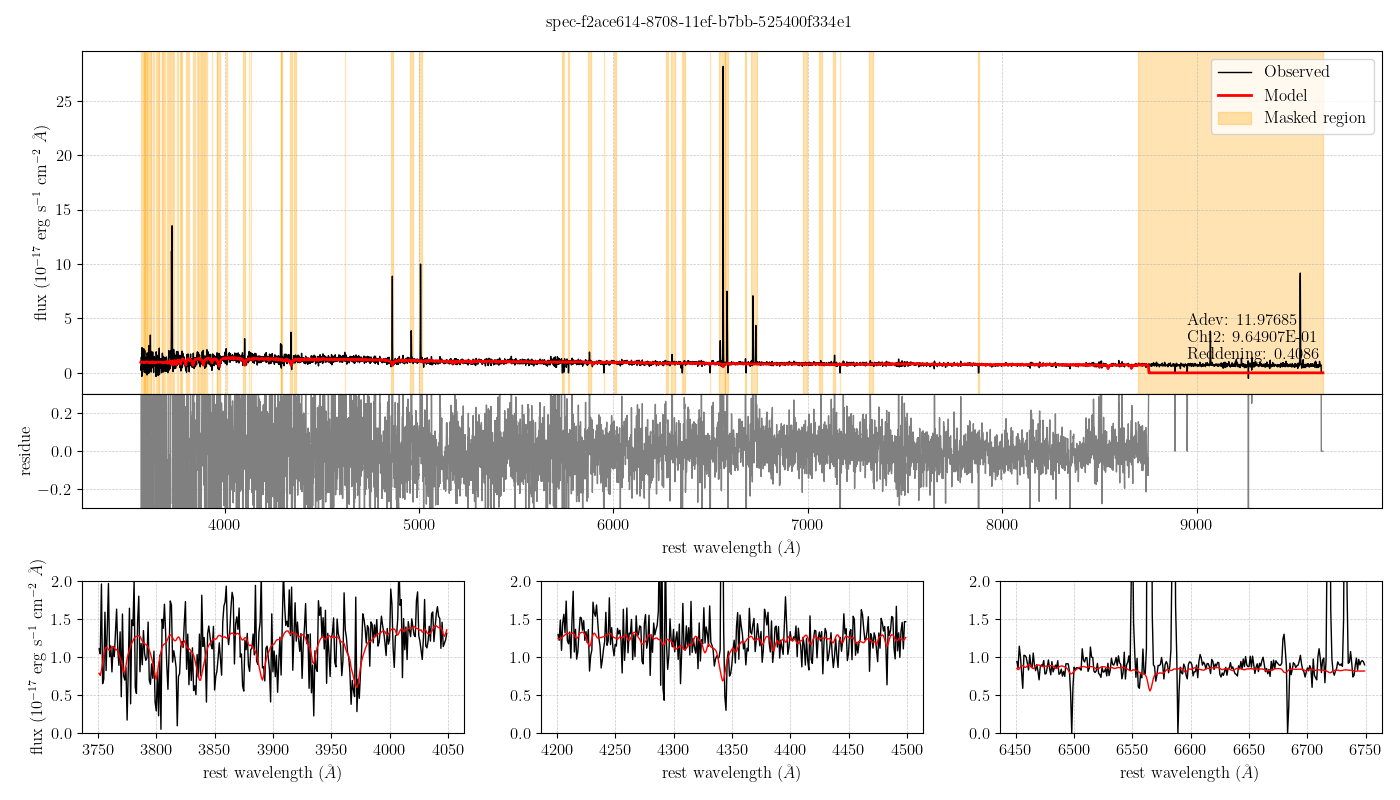 spec-f2ace614-8708-11ef-b7bb-525400f334e1
flux (10⁻¹⁷ erg s⁻¹ cm⁻² Å)
25
20
15
10
5
0
Observed
Model
Masked region
Adev: 11.97685
Chi2: 9.64907E-01
Reddening: 0.4086
residue
0.2
0.0
−0.2
4000 5000 6000 7000 8000 9000
rest wavelength (Å)
flux (10⁻¹⁷ erg s⁻¹ cm⁻² Å)
2.0
1.5
1.0
0.5
0.0
3750 3800 3850 3900 3950 4000 4050
rest wavelength (Å)
2.0
1.5
1.0
0.5
0.0
4200 4250 4300 4350 4400 4450 4500
rest wavelength (Å)
2.0
1.5
1.0
0.5
0.0
6450 6500 6550 6600 6650 6700 6750
rest wavelength (Å)